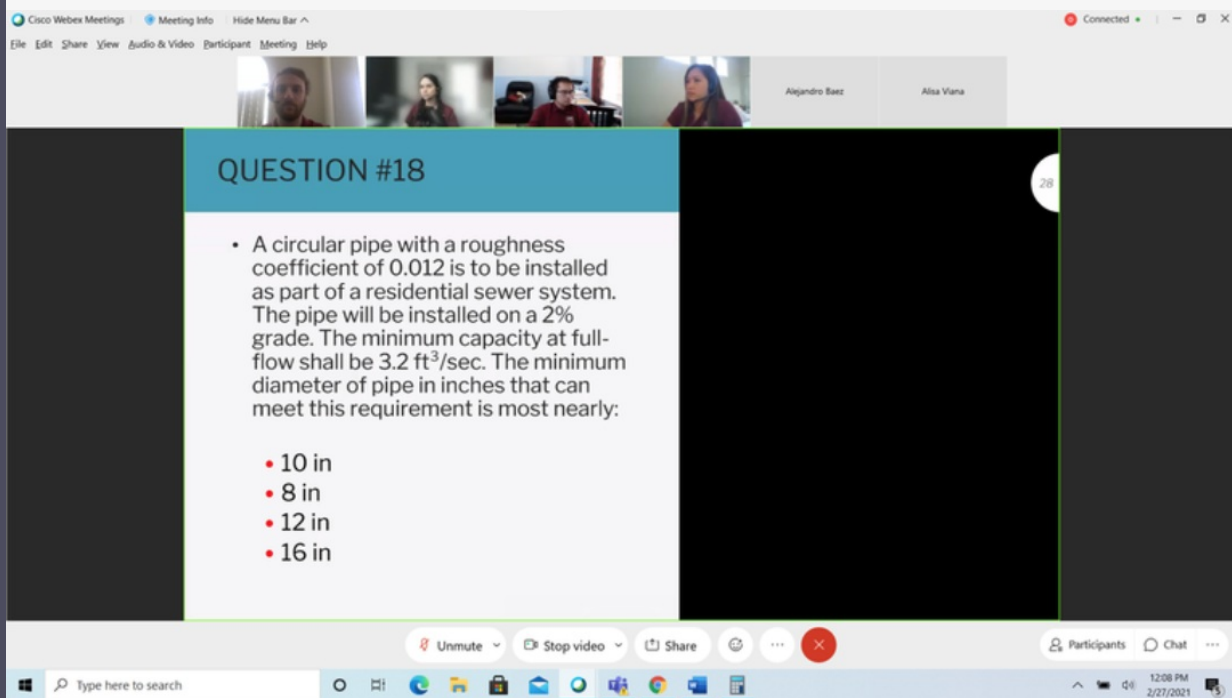 Cisco Webex Meetings Meeting Info Hide Menu Bar
Connected
File Edit Share View Audio & Video Participant Meeting Help
Alejandro Baez
Alisa Viana
QUESTION #18
28
• A circular pipe with a roughness
coefficient of 0.012 is to be installed
as part of a residential sewer system.
The pipe will be installed on a 2%
grade. The minimum capacity at full-
flow shall be 3.2 ft³/sec. The minimum
diameter of pipe in inches that can
meet this requirement is most nearly:
• 10 in
• 8 in
• 12 in
• 16 in
Unmute Stop video Share
Participants Chat
Type here to search
12:08 PM
2/27/2021